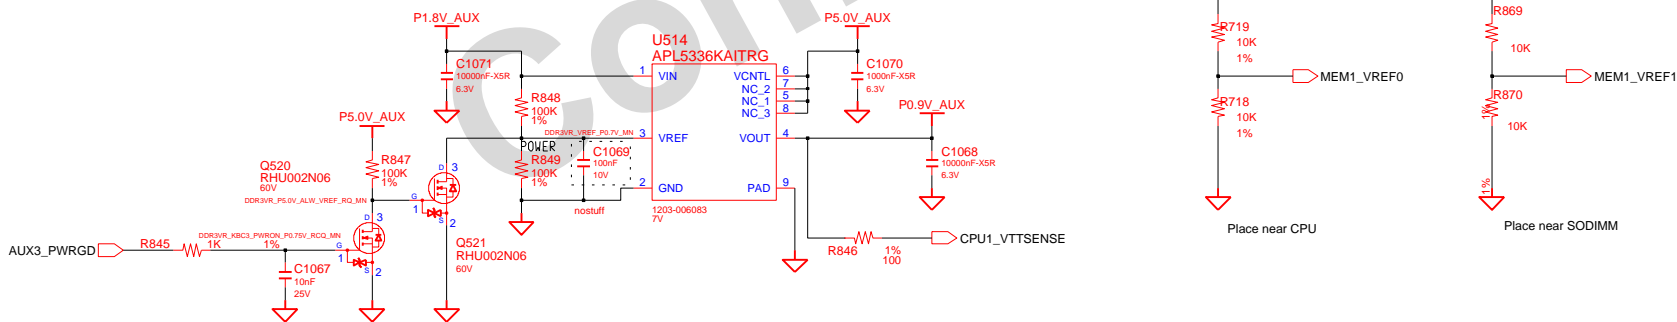 Con
P1.8V_AUX
P5.0V_AUX
U514
APL5336KAITRG
C1071
10000nF-X5R
6.3V
1
VIN
VCNTL
6
NC_2
7
NC_1
5
NC_3
8
C1070
1000nF-X5R
6.3V
R848
100K
1%
P0.9V_AUX
DDR3VR_VREF_P0.7V_MN
3
VREF
VOUT
4
POWER
R849
100K
1%
C1069
100nF
10V
C1068
10000nF-X5R
6.3V
2
GND
PAD
9
nostuff
1203-006083
7V
P5.0V_AUX
R847
100K
1%
Q520
RHU002N06
60V
DDR3VR_P5.0V_ALW_VREF_RQ_MN
D
3
G
1
S
2
Q521
RHU002N06
60V
DDR3VR_KBC3_PWRON_P0.75V_RCQ_MN
D
3
G
1
S
2
AUX3_PWRGD
R845
1K
1%
C1067
10nF
25V
R846
1%
100
CPU1_VTTSENSE
R719
10K
1%
MEM1_VREF0
R718
10K
1%
Place near CPU
R869
10K
MEM1_VREF1
R870
1%
10K
1%
Place near SODIMM